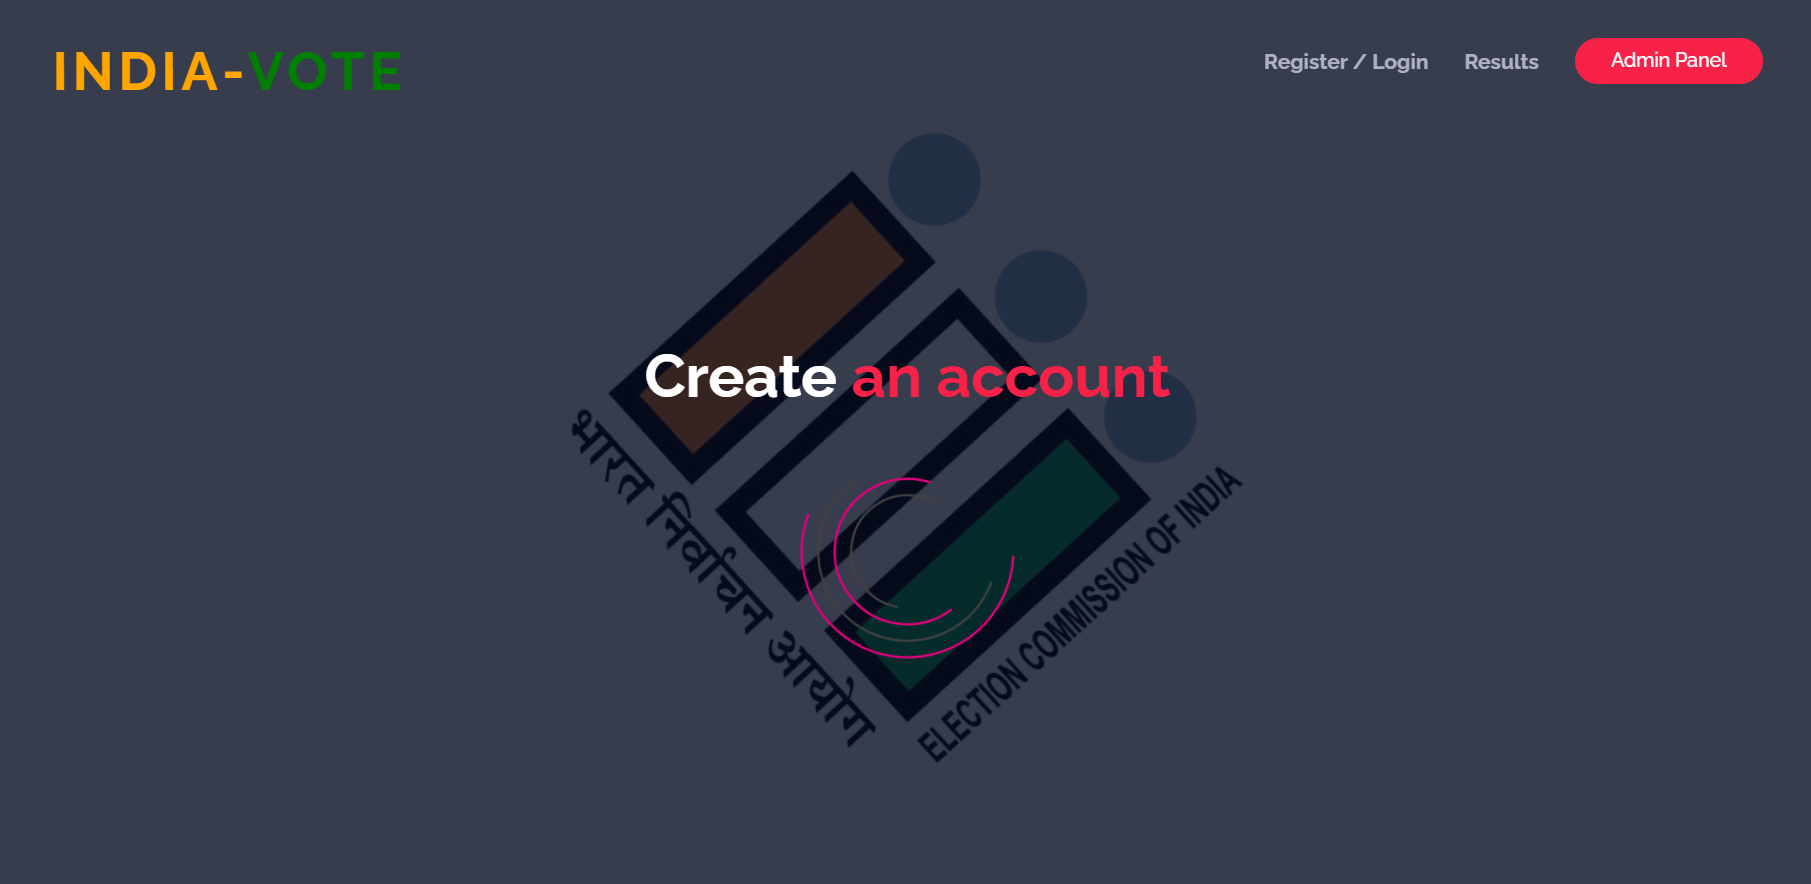 INDIA-VOTE
Register / Login
Results
Admin Panel
Create an account
भारत निर्वाचन आयोग
ELECTION COMMISSION OF INDIA